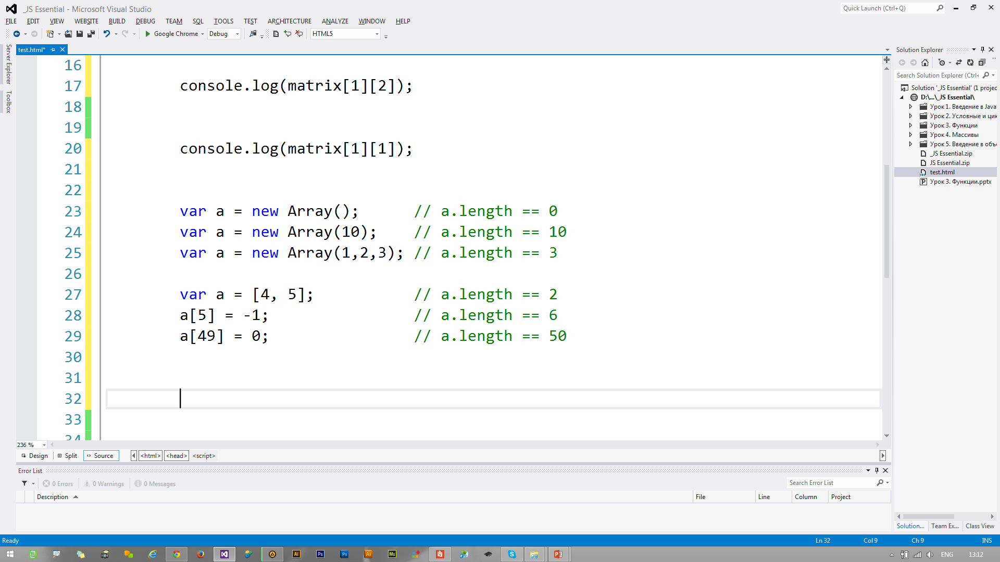 _JS Essential - Microsoft Visual Studio
Quick Launch (Ctrl+Q)
FILE EDIT VIEW WEBSITE BUILD DEBUG TEAM SQL TOOLS TEST ARCHITECTURE ANALYZE WINDOW HELP
Google Chrome Debug HTML5
Server Explorer
Toolbox
test.html*
16
17 console.log(matrix[1][2]);
18
19
20 console.log(matrix[1][1]);
21
22
23 var a = new Array(); // a.length == 0
24 var a = new Array(10); // a.length == 10
25 var a = new Array(1,2,3); // a.length == 3
26
27 var a = [4, 5]; // a.length == 2
28 a[5] = -1; // a.length == 6
29 a[49] = 0; // a.length == 50
30
31
32
33
34
236 %
Design Split Source <html> <head> <script>
Error List
0 Errors 0 Warnings 0 Messages
Search Error List
Description File Line Column Project
Solution Explorer
Search Solution Explorer (Ctrl+
Solution '_JS Essential' (1 projec
D:\...\_JS Essential\
Урок 1. Введение в Java
Урок 2. Условные и цик
Урок 3. Функции
Урок 4. Массивы
Урок 5. Введение в объе
_JS Essential.zip
JS Essential.zip
test.html
Урок 3. Функции.pptx
Solution... Team Ex... Class View
Ready Ln 32 Col 9 Ch 9 INS
Ai Ps Ps Ai Mu
ENG 13:12